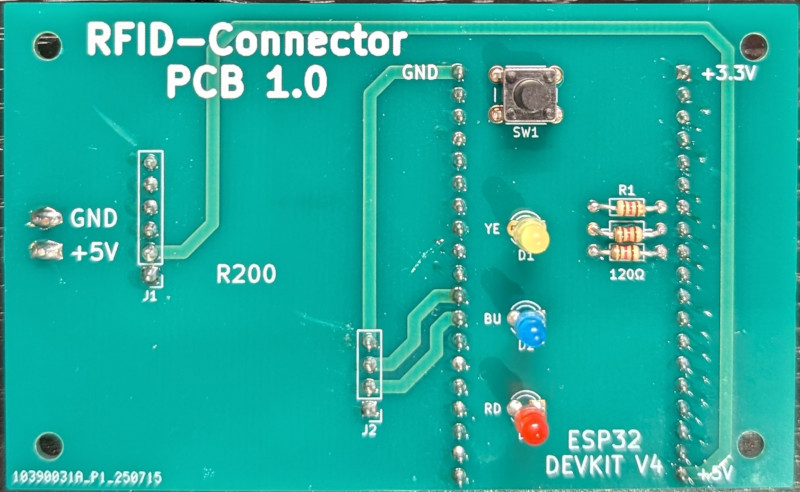 RFID-Connector
PCB 1.0
GND
+3.3V
SW1
R1
GND
YE
+5V
D1
R200
120Ω
J1
BU
D2
RD
J2
ESP32
DEVKIT V4
+5V
10390031A_P1_250715